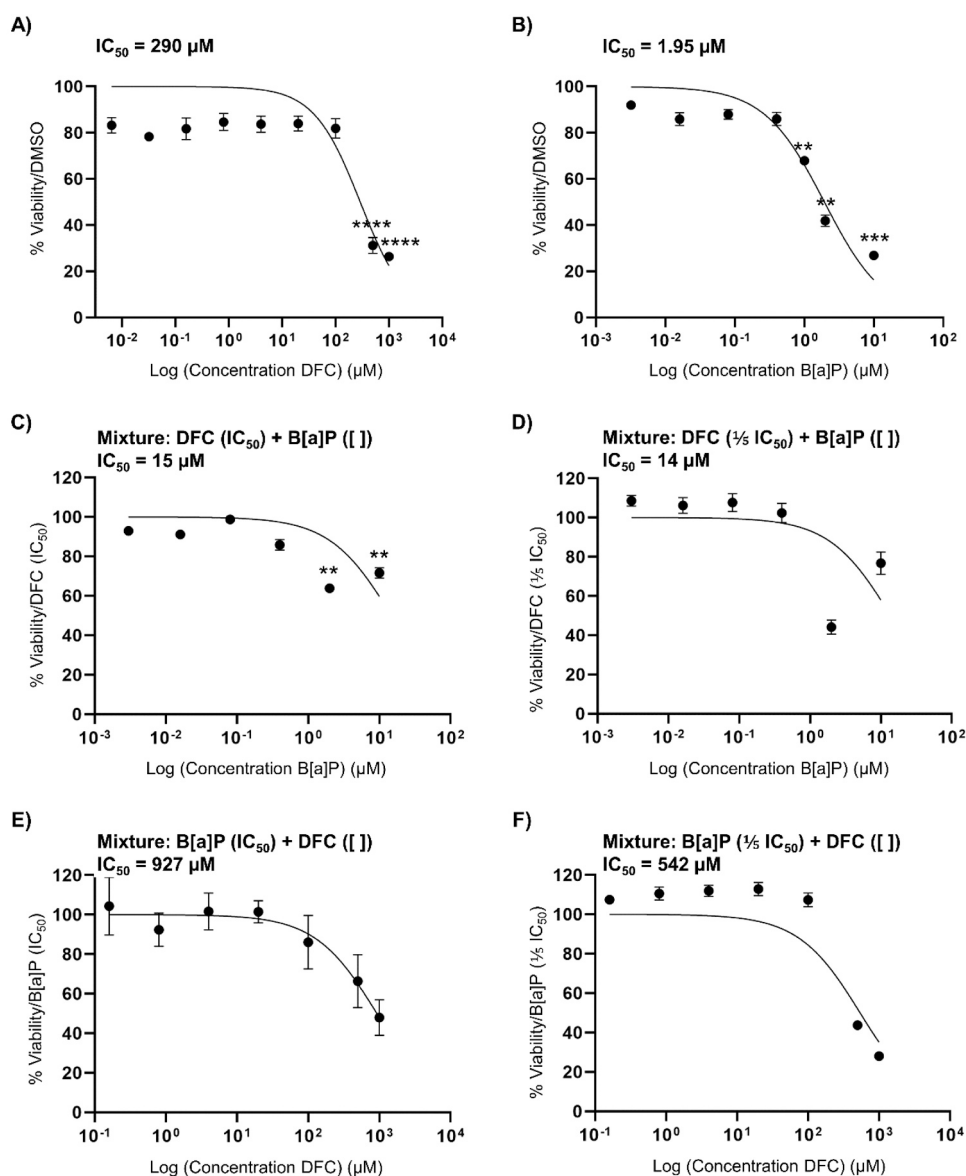 A)
IC₅₀ = 290 µM
% Viability/DMSO
100
80
60
40
20
0
****
****
10⁻² 10⁻¹ 10⁰ 10¹ 10² 10³ 10⁴
Log (Concentration DFC) (µM)
B)
IC₅₀ = 1.95 µM
% Viability/DMSO
100
80
60
40
20
0
**
**
***
10⁻³ 10⁻² 10⁻¹ 10⁰ 10¹ 10²
Log (Concentration B[a]P) (µM)
C)
Mixture: DFC (IC₅₀) + B[a]P ([ ])
IC₅₀ = 15 µM
% Viability/DFC (IC₅₀)
120
100
80
60
40
20
0
**
**
10⁻³ 10⁻² 10⁻¹ 10⁰ 10¹ 10²
Log (Concentration B[a]P) (µM)
D)
Mixture: DFC (⅕ IC₅₀) + B[a]P ([ ])
IC₅₀ = 14 µM
% Viability/DFC (⅕ IC₅₀)
120
100
80
60
40
20
0
10⁻³ 10⁻² 10⁻¹ 10⁰ 10¹ 10²
Log (Concentration B[a]P) (µM)
E)
Mixture: B[a]P (IC₅₀) + DFC ([ ])
IC₅₀ = 927 µM
% Viability/B[a]P (IC₅₀)
120
100
80
60
40
20
0
10⁻¹ 10⁰ 10¹ 10² 10³ 10⁴
Log (Concentration DFC) (µM)
F)
Mixture: B[a]P (⅕ IC₅₀) + DFC ([ ])
IC₅₀ = 542 µM
% Viability/B[a]P (⅕ IC₅₀)
120
100
80
60
40
20
0
10⁻¹ 10⁰ 10¹ 10² 10³ 10⁴
Log (Concentration DFC) (µM)